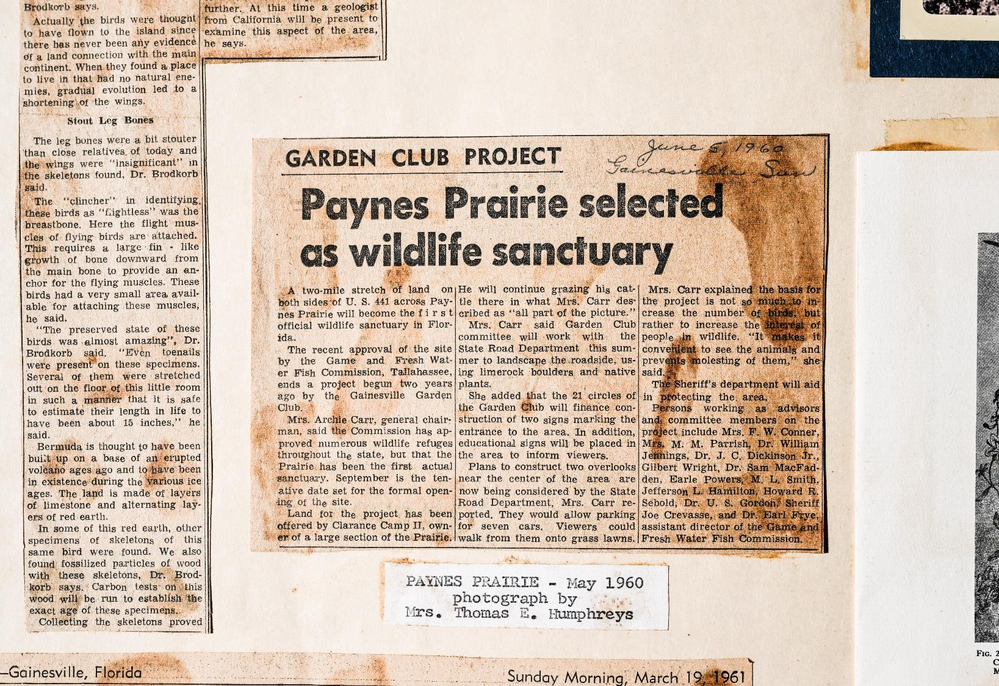 Brodkorb says.
Actually the birds were thought
to have flown to the island since
there has never been any evidence
of a land connection with the main
continent. When they found a place
to live in that had no natural ene-
mies, gradual evolution led to a
shortening of the wings.
Stout Leg Bones
The leg bones were a bit stouter
than close relatives of today and
the wings were "insignificant" in
the skeletons found, Dr. Brodkorb
said.
The "clincher" in identifying
these birds as "flightless" was the
breastbone. Here the flight mus-
cles of flying birds are attached.
This requires a large fin - like
growth of bone downward from
the main bone to provide an an-
chor for the flying muscles. These
birds had a very small area avail-
able for attaching these muscles,
he said.
"The preserved state of these
birds was almost amazing", Dr.
Brodkorb said. "Even toenails
were present on these specimens.
Several of them were stretched
out on the floor of this little room
in such a manner that it is safe
to estimate their length in life to
have been about 15 inches," he
said.
Bermuda is thought to have been
built up on a base of an erupted
volcano ages ago and to have been
in existence during the various ice
ages. The land is made of layers
of limestone and alternating lay-
ers of red earth.
In some of this red earth, other
specimens of skeletons of this
same bird were found. We also
found fossilized particles of wood
with these skeletons, Dr. Brod-
korb says. Carbon tests on this
wood will be run to establish the
exact age of these specimens.
Collecting the skeletons proved
further. At this time a geologist
from California will be present to
examine this aspect of the area,
he says.
GARDEN CLUB PROJECT
June 5, 1960
Gainesville Sun
Paynes Prairie selected
as wildlife sanctuary
A two-mile stretch of land on
both sides of U. S. 441 across Pay-
nes Prairie will become the first
official wildlife sanctuary in Flor-
ida.
The recent approval of the site
by the Game and Fresh Wat-
er Fish Commission, Tallahassee,
ends a project begun two years
ago by the Gainesville Garden
Club.
Mrs. Archie Carr, general chair-
man, said the Commission has ap-
proved numerous wildlife refuges
throughout the state, but that the
Prairie has been the first actual
sanctuary. September is the ten-
ative date set for the formal open-
ing of the site.
Land for the project has been
offered by Clarance Camp II, own-
er of a large section of the Prairie.
He will continue grazing his cat-
tle there in what Mrs. Carr des-
cribed as "all part of the picture."
Mrs. Carr said Garden Club
committee will work with the
State Road Department this sum-
mer to landscape the roadside, us-
ing limerock boulders and native
plants.
She added that the 21 circles of
the Garden Club will finance con-
struction of two signs marking the
entrance to the area. In addition,
educational signs will be placed in
the area to inform viewers.
Plans to construct two overlooks
near the center of the area are
now being considered by the State
Road Department, Mrs. Carr re-
ported. They would allow parking
for seven cars. Viewers could
walk from them onto grass lawns.
Mrs. Carr explained the basis for
the project is not so much to in-
crease the number of birds, but
rather to increase the interest of
people in wildlife. "It makes it
convenient to see the animals and
prevents molesting of them," she
said.
The Sheriff's department will aid
in protecting the area.
Persons working as advisors
and committee members on the
project include Mrs. F. W. Conner,
Mrs. M. M. Parrish, Dr. William
Jennings, Dr. J. C. Dickinson Jr.,
Gilbert Wright, Dr. Sam MacFad-
den, Earle Powers, M. L. Smith,
Jefferson L. Hamilton, Howard R.
Sebold, Dr. U. S. Gordon, Sheriff
Joe Crevasse, and Dr. Earl Frye,
assistant director of the Game and
Fresh Water Fish Commission.
PAYNES PRAIRIE - May 1960
photograph by
Mrs. Thomas E. Humphreys
—Gainesville, Florida
Sunday Morning, March 19, 1961
FIG. 2
C
M